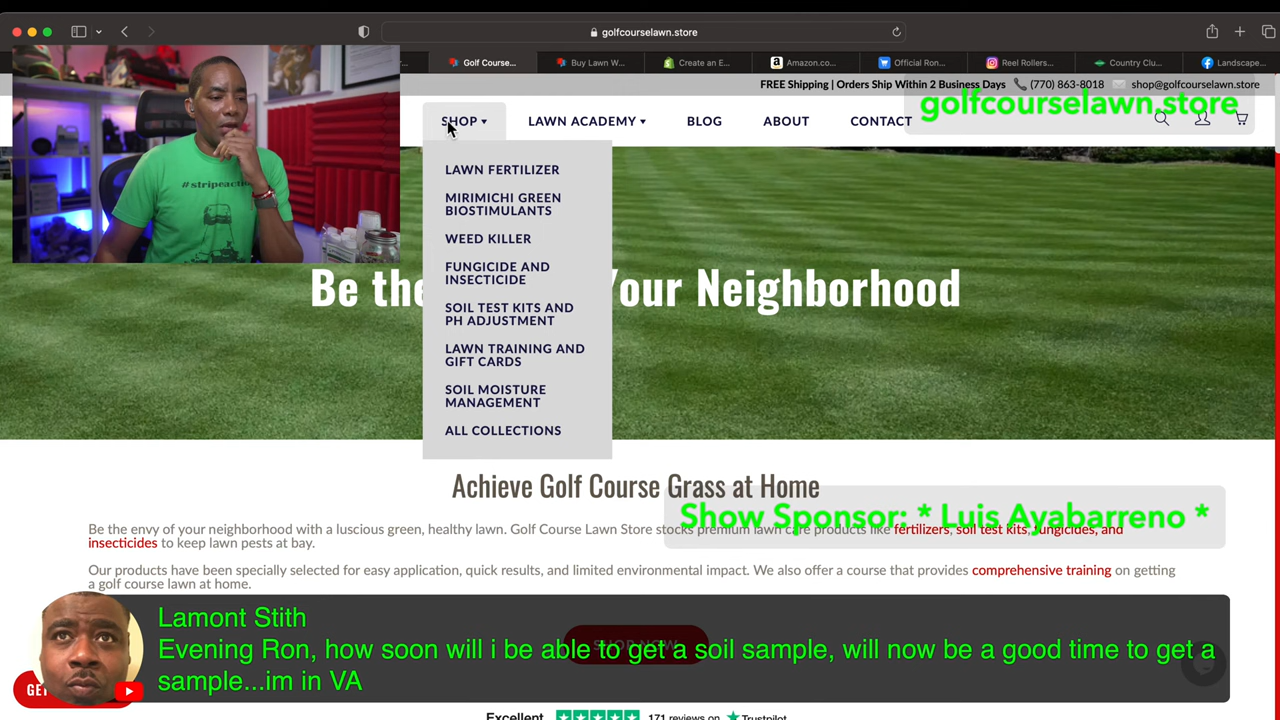 golfcourselawn.store
Golf Course...
Buy Lawn W...
Create an E...
Amazon.co...
Official Ron...
Reel Rollers...
Country Clu...
Landscape...
FREE Shipping | Orders Ship Within 2 Business Days
(770) 863-8018
shop@golfcourselawn.store
golfcourselawn.store
SHOP
LAWN ACADEMY
BLOG
ABOUT
CONTACT
#stripeaction
LAWN FERTILIZER
MIRIMICHI GREEN
BIOSTIMULANTS
WEED KILLER
FUNGICIDE AND
INSECTICIDE
SOIL TEST KITS AND
PH ADJUSTMENT
LAWN TRAINING AND
GIFT CARDS
SOIL MOISTURE
MANAGEMENT
ALL COLLECTIONS
Be the Your Neighborhood
Achieve Golf Course Grass at Home
Show Sponsor: * Luis Ayabarreno *
Be the envy of your neighborhood with a luscious green, healthy lawn. Golf Course Lawn Store stocks premium lawn care products like fertilizers, soil test kits, fungicides, and
insecticides to keep lawn pests at bay.
Our products have been specially selected for easy application, quick results, and limited environmental impact. We also offer a course that provides comprehensive training on getting
a golf course lawn at home.
SHOP NOW
Lamont Stith
Evening Ron, how soon will i be able to get a soil sample, will now be a good time to get a
sample...im in VA
GE
Excellent 171 reviews on Trustpilot